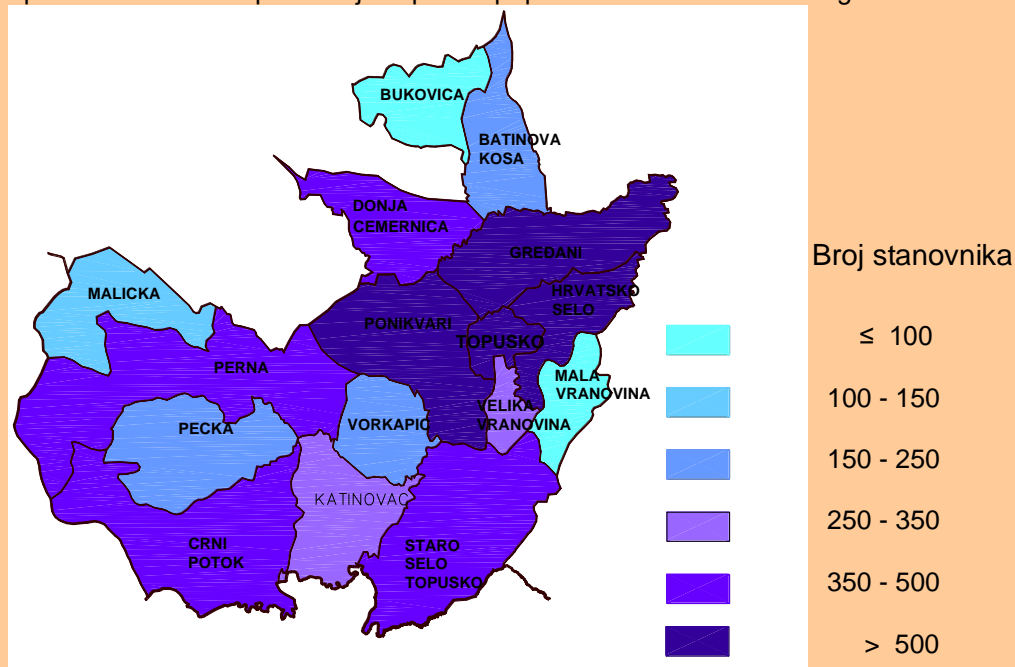 BUKOVICA
BATINOVA
KOSA
DONJA
CEMERNICA
GREĐANI
HRVATSKO
SELO
MALICKA
PONIKVARI
TOPUSKO
PERNA
MALA
VRANOVINA
VELIKA
VRANOVINA
PECKA
VORKAPIĆ
KATINOVAC
CRNI
POTOK
STARO
SELO
TOPUSKO
Broj stanovnika
≤ 100
100 - 150
150 - 250
250 - 350
350 - 500
> 500